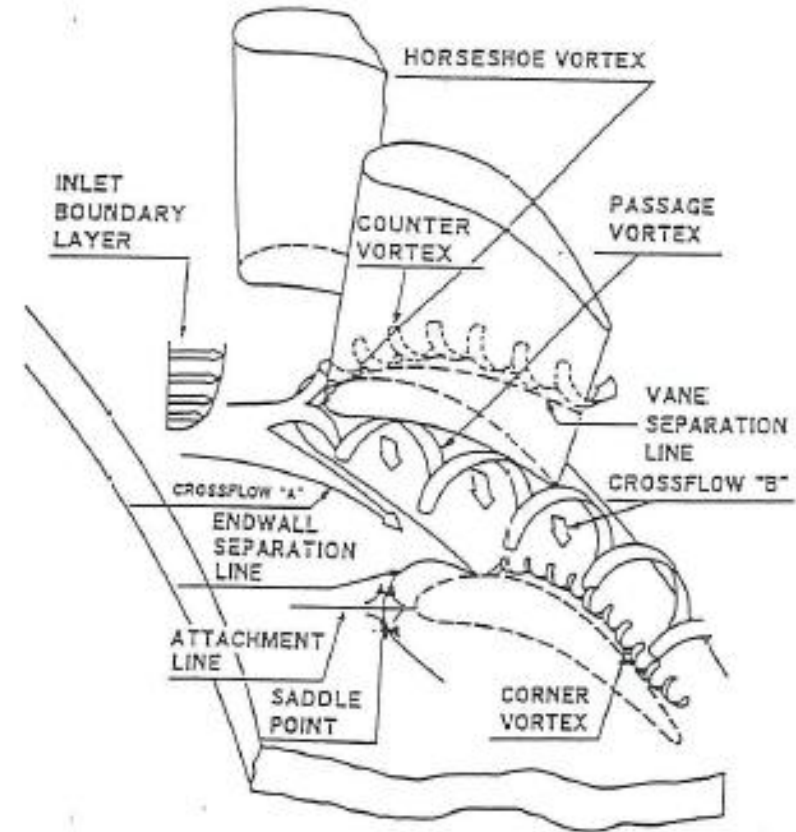 HORSESHOE VORTEX
INLET
BOUNDARY
LAYER
PASSAGE
VORTEX
COUNTER
VORTEX
VANE
SEPARATION
LINE
CROSSFLOW "A"
CROSSFLOW "B"
ENDWALL
SEPARATION
LINE
ATTACHMENT
LINE
SADDLE
POINT
CORNER
VORTEX